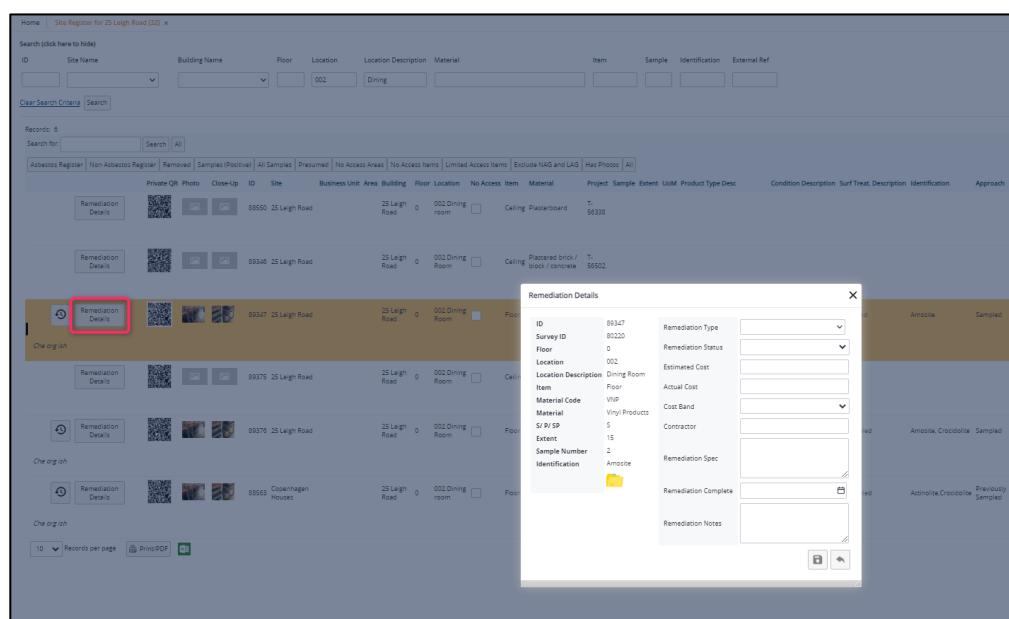 Home Site Register for 25 Leigh Road (32) x
Search (click here to hide)
ID Site Name Building Name Floor Location Location Description Material Item Sample Identification External Ref
002 Dining
Clear Search Criteria Search
Records: 6
Search for: Search All
Asbestos Register Non Asbestos Register Removed Samples (Positive) All Samples Presumed No Access Areas No Access Items Limited Access Items Exclude NAG and LAG Has Photos All
Private QR Photo Close-Up ID Site Business Unit Area Building Floor Location No Access Item Material Project Sample Extent UoM Product Type Desc Condition Description Surf Treat. Description Identification Approach
Remediation Details 88550 25 Leigh Road 25 Leigh Road 0 002 Dining room Ceiling Plasterboard T-56338
Remediation Details 89346 25 Leigh Road 25 Leigh Road 0 002 Dining Room Ceiling Plastered brick / block / concrete T-56502
Remediation Details 89347 25 Leigh Road 25 Leigh Road 0 002 Dining Room Floor Amosite Sampled
Che org ish
Remediation Details 89375 25 Leigh Road 25 Leigh Road 0 002 Dining Room
Remediation Details 89376 25 Leigh Road 25 Leigh Road 0 002 Dining Room Floor Amosite, Crocidolite Sampled
Che org ish
Remediation Details 88563 Copenhagen Houses 25 Leigh Road 0 002 Dining room Floor Actinolite,Crocidolite Previously Sampled
Che org ish
10 Records per page Print/PDF
Remediation Details X
ID 89347
Survey ID 80220
Floor 0
Location 002
Location Description Dining Room
Item Floor
Material Code VNP
Material Vinyl Products
S/ P/ SP S
Extent 15
Sample Number 2
Identification Amosite
Remediation Type
Remediation Status
Estimated Cost
Actual Cost
Cost Band
Contractor
Remediation Spec
Remediation Complete
Remediation Notes